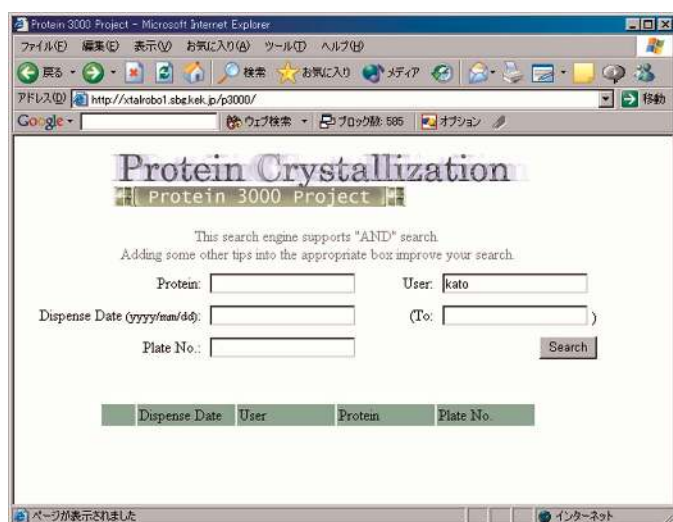 Protein 3000 Project - Microsoft Internet Explorer
ファイル(F) 編集(E) 表示(V) お気に入り(A) ツール(T) ヘルプ(H)
戻る 検索 お気に入り メディア
アドレス(D) http://xtalrobo1.sbg.kek.jp/p3000/ 移動
Google ウェブ検索 ブロック数: 585 オプション
Protein Crystallization
[ Protein 3000 Project ]
This search engine supports "AND" search.
Adding some other tips into the appropriate box improve your search.
Protein: User: kato
Dispense Date (yyyy/mm/dd): (To: )
Plate No.: Search
Dispense Date User Protein Plate No.
ページが表示されました インターネット